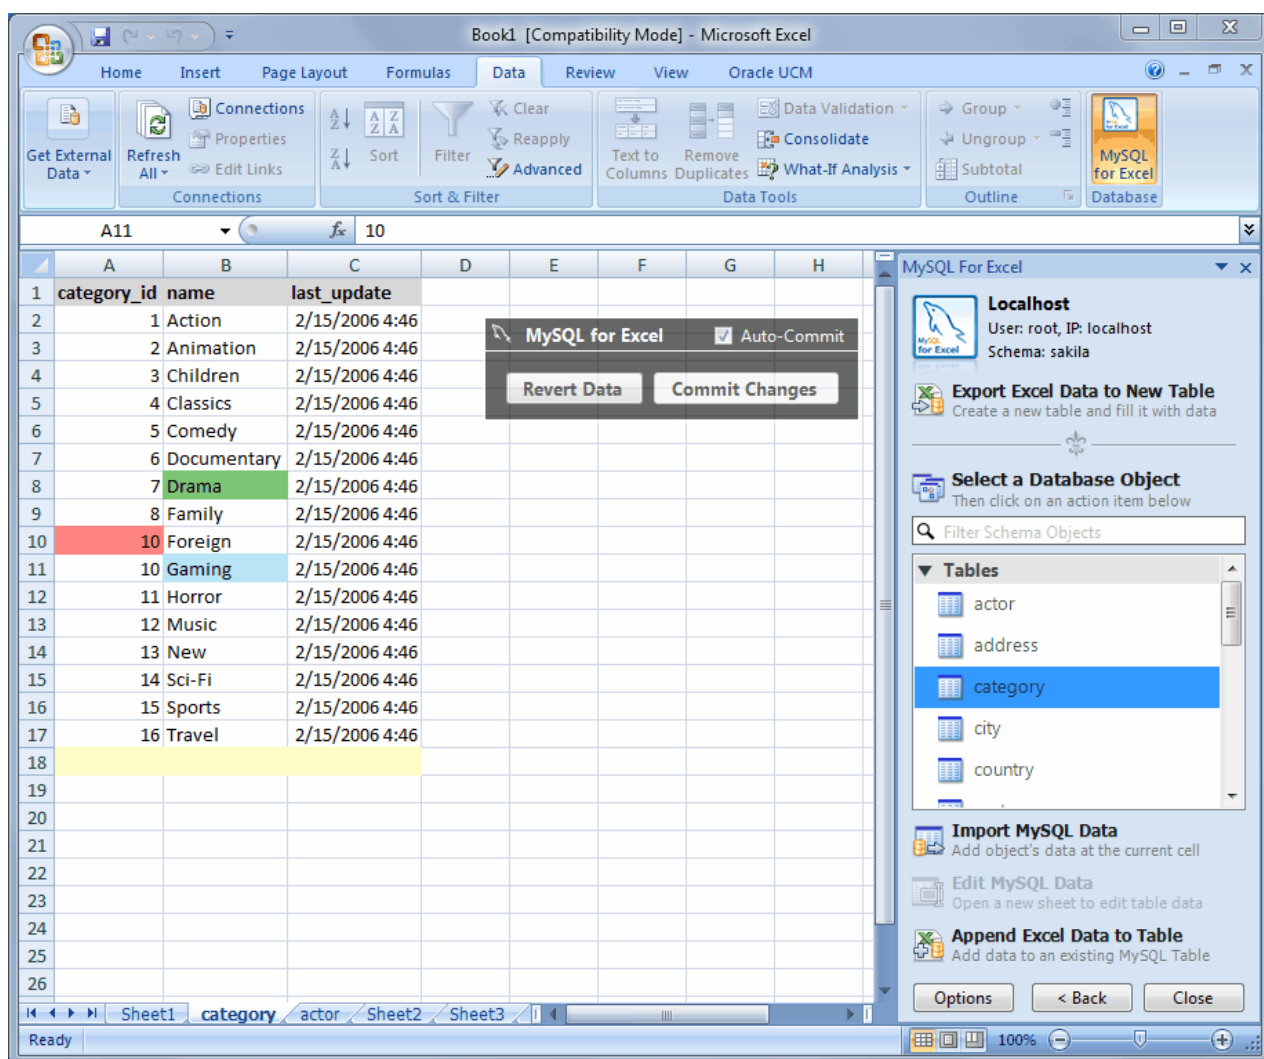 Book1 [Compatibility Mode] - Microsoft Excel
Home Insert Page Layout Formulas Data Review View Oracle UCM
Get External Data
Refresh All
Connections
Properties
Edit Links
Connections
Sort
Filter
Clear
Reapply
Advanced
Sort & Filter
Text to Columns
Remove Duplicates
Data Validation
Consolidate
What-If Analysis
Data Tools
Group
Ungroup
Subtotal
Outline
MySQL for Excel
Database
A11 fx 10
A B C D E F G H
1 category_id name last_update
2 1 Action 2/15/2006 4:46
3 2 Animation 2/15/2006 4:46
4 3 Children 2/15/2006 4:46
5 4 Classics 2/15/2006 4:46
6 5 Comedy 2/15/2006 4:46
7 6 Documentary 2/15/2006 4:46
8 7 Drama 2/15/2006 4:46
9 8 Family 2/15/2006 4:46
10 10 Foreign 2/15/2006 4:46
11 10 Gaming 2/15/2006 4:46
12 11 Horror 2/15/2006 4:46
13 12 Music 2/15/2006 4:46
14 13 New 2/15/2006 4:46
15 14 Sci-Fi 2/15/2006 4:46
16 15 Sports 2/15/2006 4:46
17 16 Travel 2/15/2006 4:46
18
19
20
21
22
23
24
25
26
MySQL for Excel Auto-Commit
Revert Data Commit Changes
MySQL For Excel
Localhost
User: root, IP: localhost
Schema: sakila
Export Excel Data to New Table
Create a new table and fill it with data
Select a Database Object
Then click on an action item below
Filter Schema Objects
Tables
actor
address
category
city
country
Import MySQL Data
Add object's data at the current cell
Edit MySQL Data
Open a new sheet to edit table data
Append Excel Data to Table
Add data to an existing MySQL Table
Options < Back Close
Sheet1 category actor Sheet2 Sheet3
Ready 100%